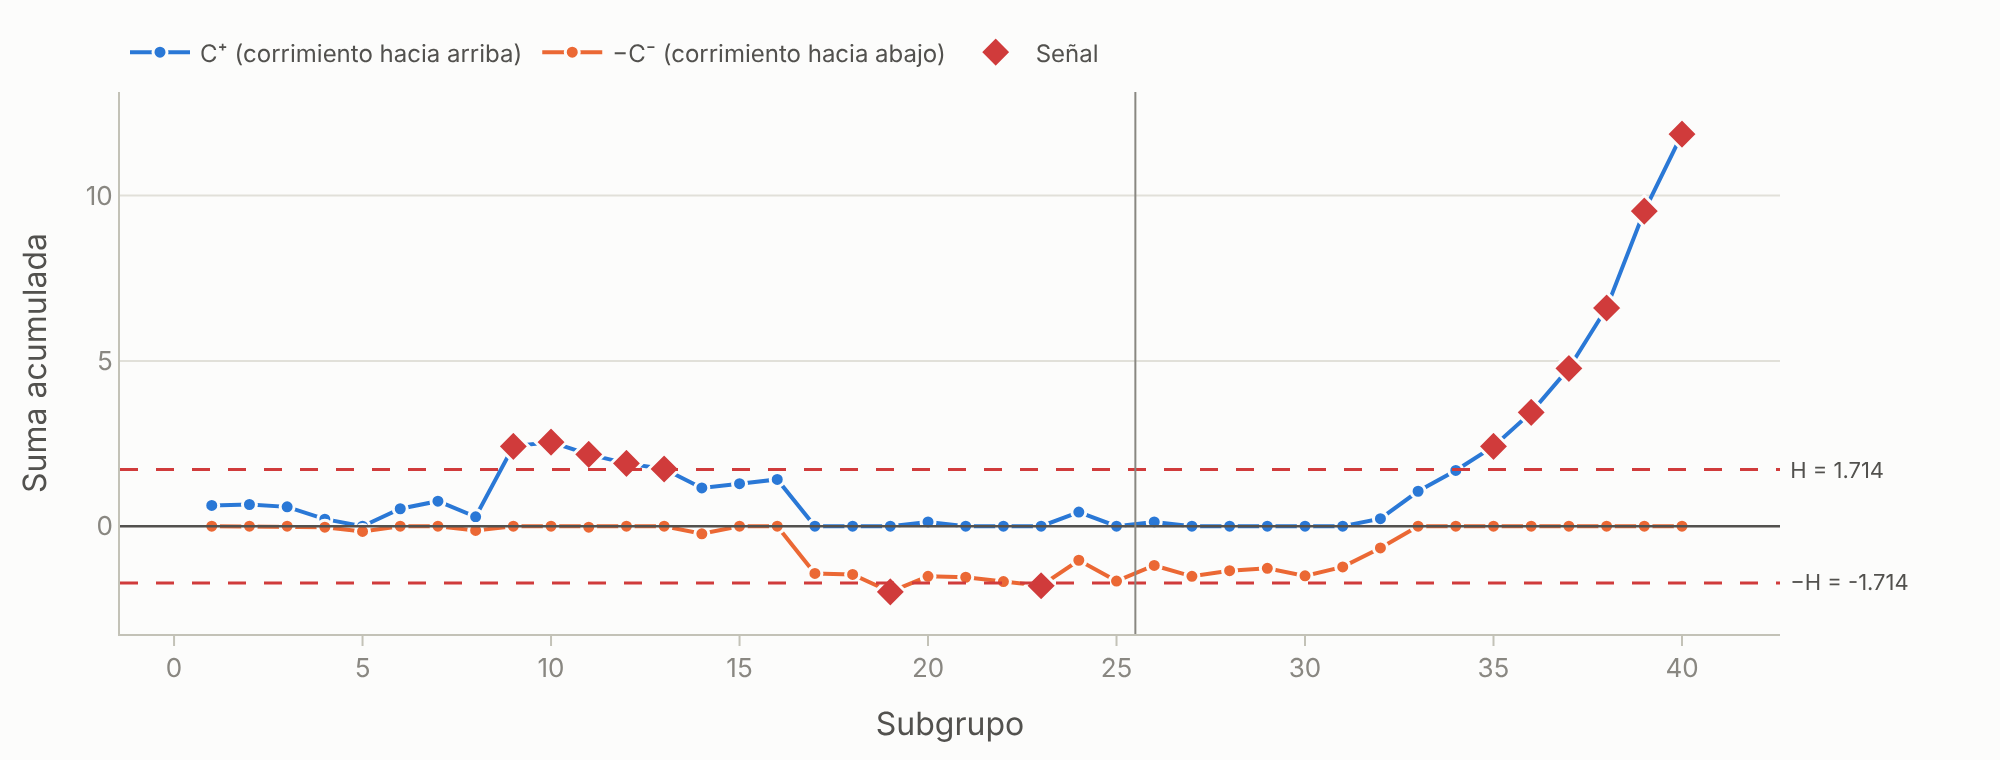 C⁺ (corrimiento hacia arriba) −C⁻ (corrimiento hacia abajo) Señal
Suma acumulada
10
5
0
H = 1.714
−H = -1.714
0 5 10 15 20 25 30 35 40
Subgrupo